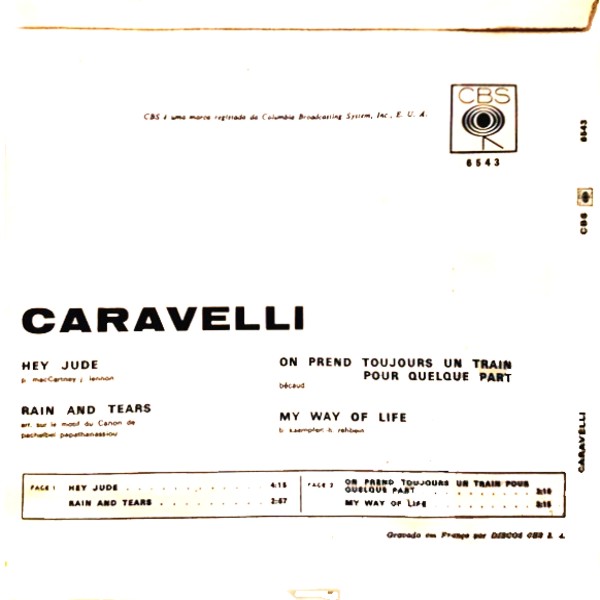 CBS é uma marca registada da Columbia Broadcasting System, Inc., E. U. A.
CBS
6543
6543
CBS
CARAVELLI
CARAVELLI
HEY JUDE
p. macCartney j. lennon
RAIN AND TEARS
arr. sur le motif du Canon de
pachelbel papathanassiou
ON PREND TOUJOURS UN TRAIN
POUR QUELQUE PART
bécaud
MY WAY OF LIFE
b. kaempfert h. rehbein
FACE 1 HEY JUDE 4:15
RAIN AND TEARS 2:57
FACE 2 ON PREND TOUJOURS UN TRAIN POUR
QUELQUE PART
MY WAY OF LIFE
Gravado em França por DISCOS CBS S. A.